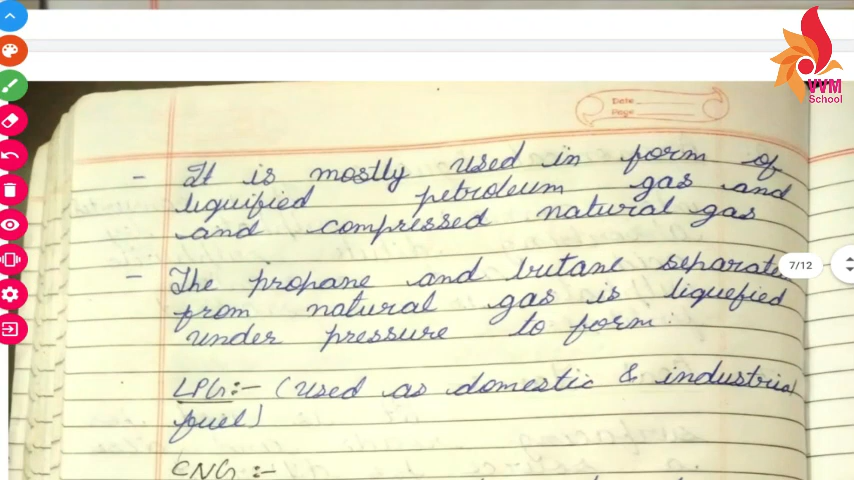 VVM
School
Date
Page
- It is mostly used in form of
liquified petroleum gas and
and compressed natural gas
- The propane and butane separate
from natural gas is liquefied
under pressure to form.
LPG:- (Used as domestic & industrial
fuel)
CNG :-
7/12